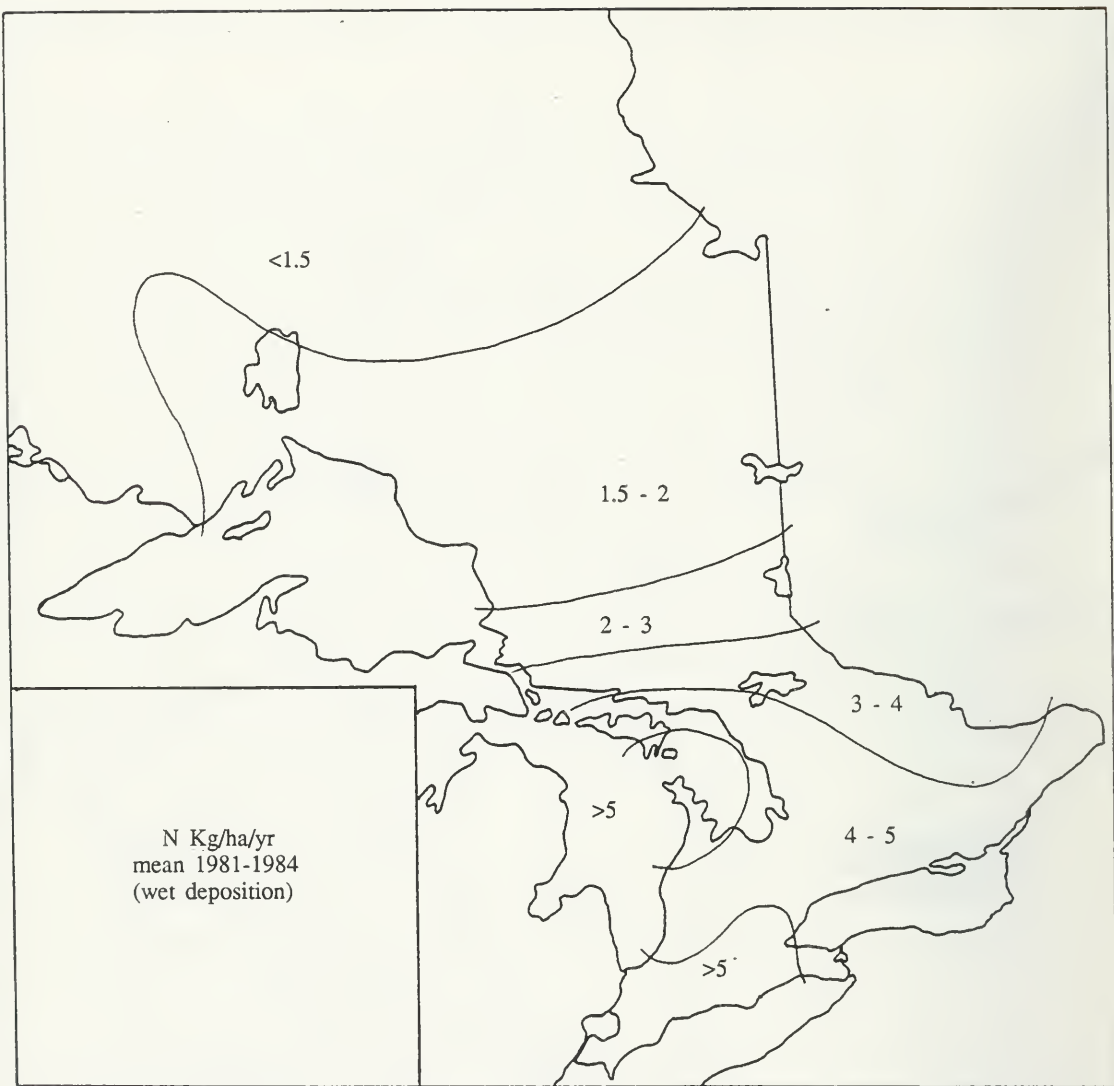 <1.5
1.5 - 2
2 - 3
3 - 4
>5
4 - 5
>5
N Kg/ha/yr
mean 1981-1984
(wet deposition)